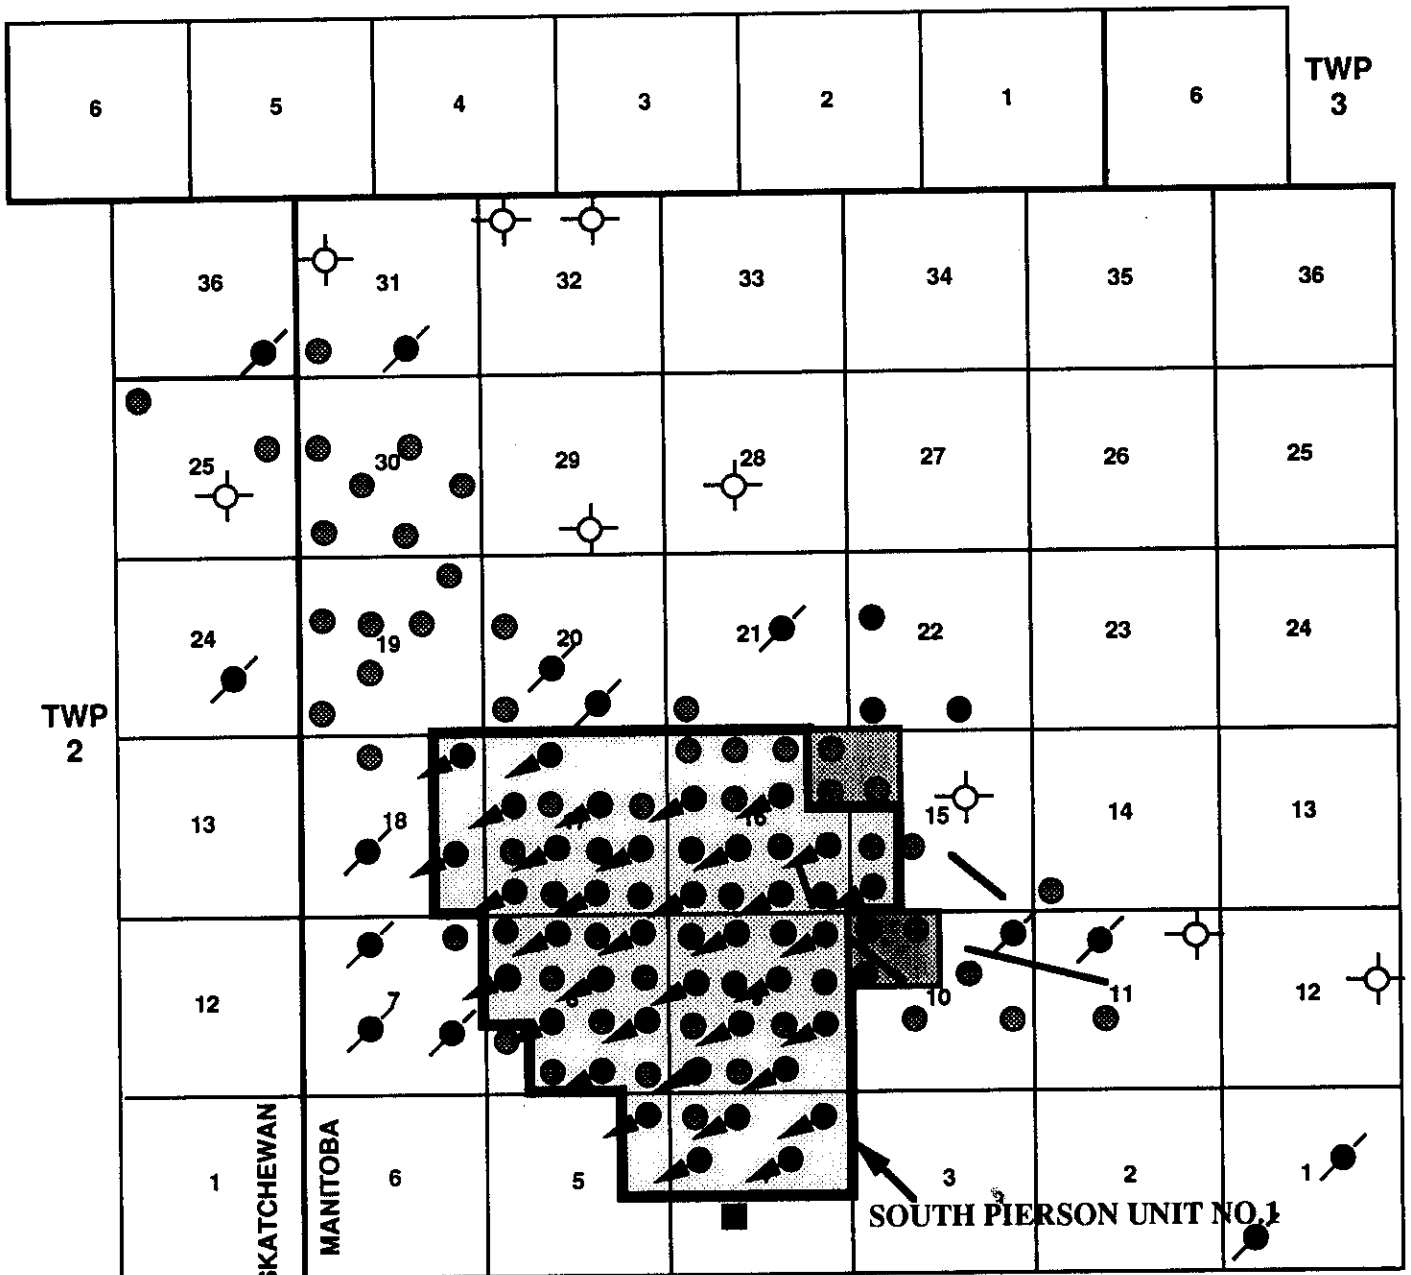 6 5 4 3 2 1 6 TWP
3
36 31 32 33 34 35 36
25 30 29 28 27 26 25
24 19 20 21 22 23 24
TWP
2
13 18 16 15 14 13
12 7 10 11 12
1 6 5 3 2 1
SKATCHEWAN
MANITOBA
SOUTH PIERSON UNIT NO.1